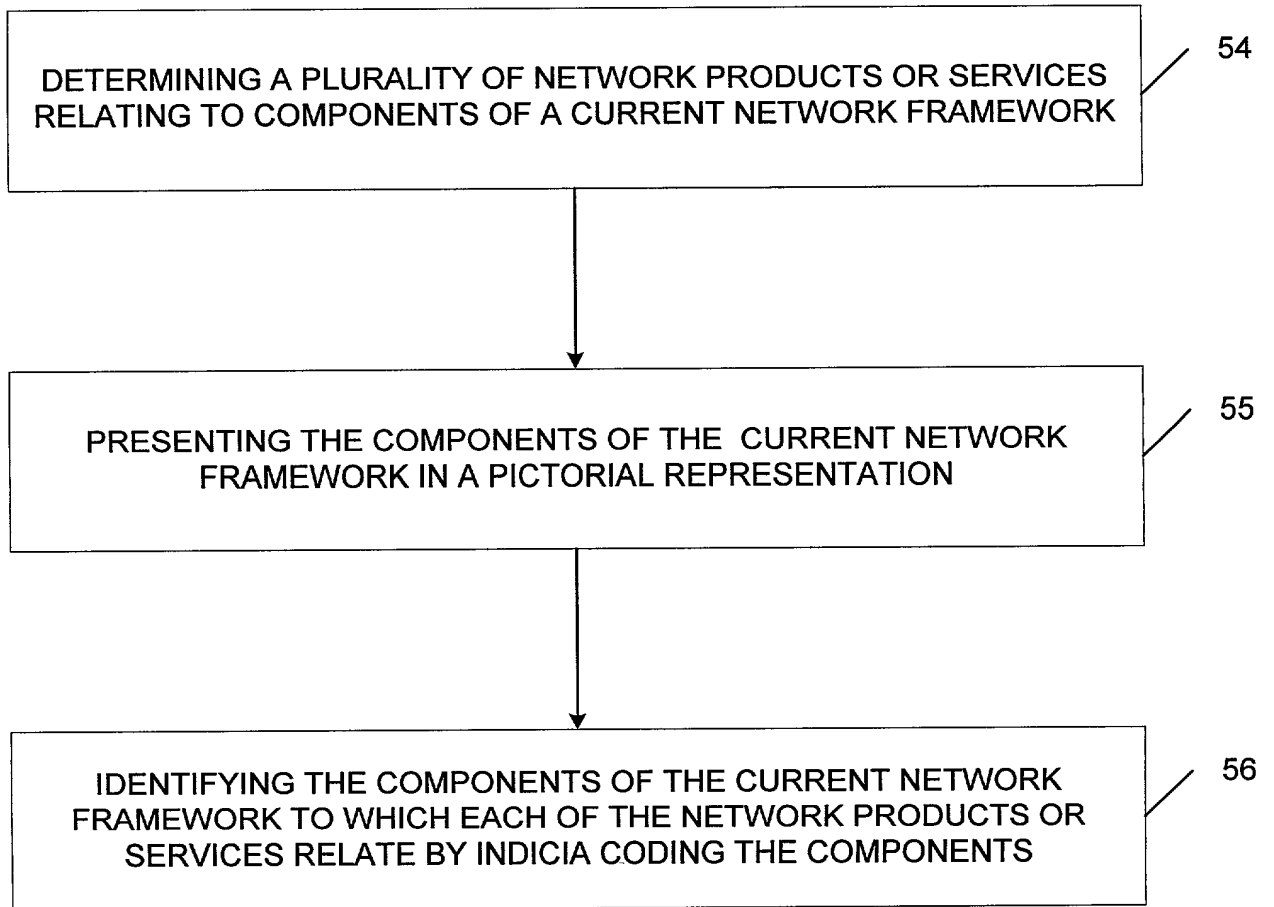 DETERMINING A PLURALITY OF NETWORK PRODUCTS OR SERVICES
RELATING TO COMPONENTS OF A CURRENT NETWORK FRAMEWORK
54
PRESENTING THE COMPONENTS OF THE CURRENT NETWORK
FRAMEWORK IN A PICTORIAL REPRESENTATION
55
IDENTIFYING THE COMPONENTS OF THE CURRENT NETWORK
FRAMEWORK TO WHICH EACH OF THE NETWORK PRODUCTS OR
SERVICES RELATE BY INDICIA CODING THE COMPONENTS
56